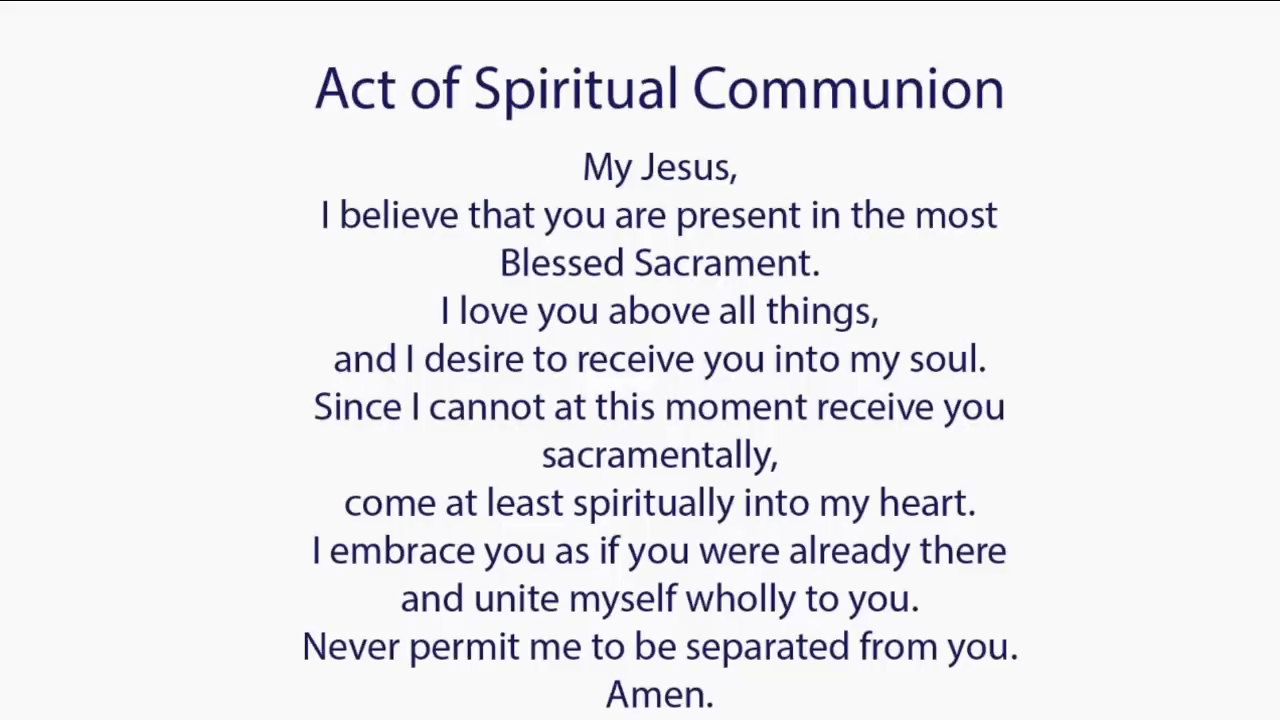 Act of Spiritual Communion
My Jesus,
I believe that you are present in the most
Blessed Sacrament.
I love you above all things,
and I desire to receive you into my soul.
Since I cannot at this moment receive you
sacramentally,
come at least spiritually into my heart.
I embrace you as if you were already there
and unite myself wholly to you.
Never permit me to be separated from you.
Amen.